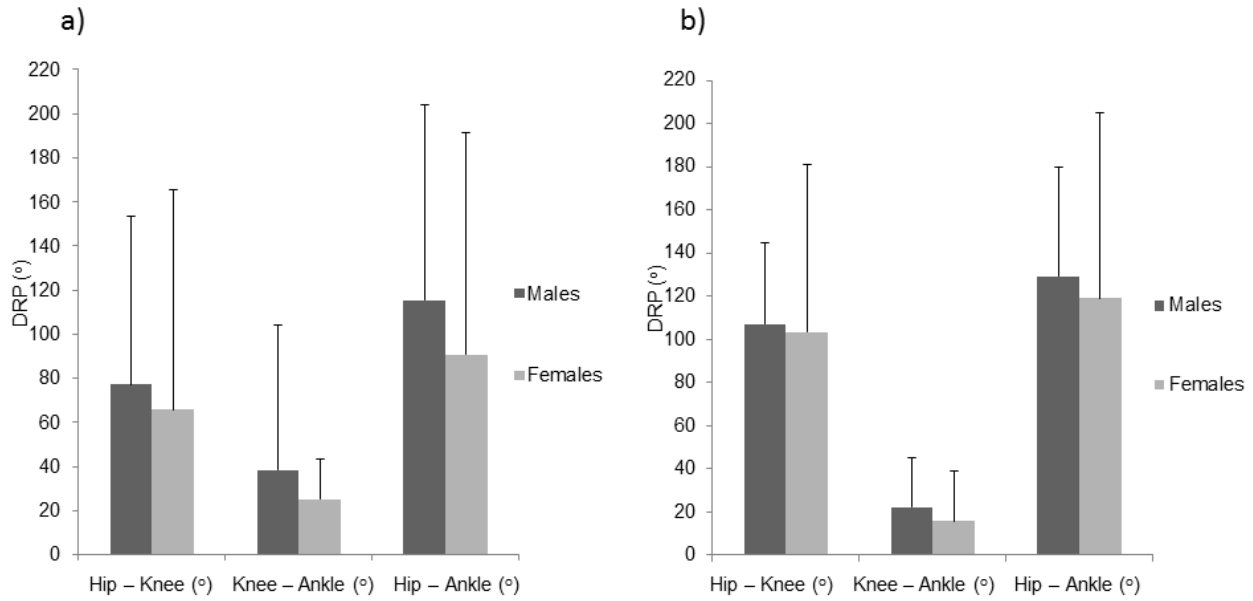 a)
220
200
180
160
140
120
100
80
60
40
20
0
DRP (o)
Hip – Knee (o)
Knee – Ankle (o)
Hip – Ankle (o)
Males
Females
b)
220
200
180
160
140
120
100
80
60
40
20
0
DRP (o)
Hip – Knee (o)
Knee – Ankle (o)
Hip – Ankle (o)
Males
Females